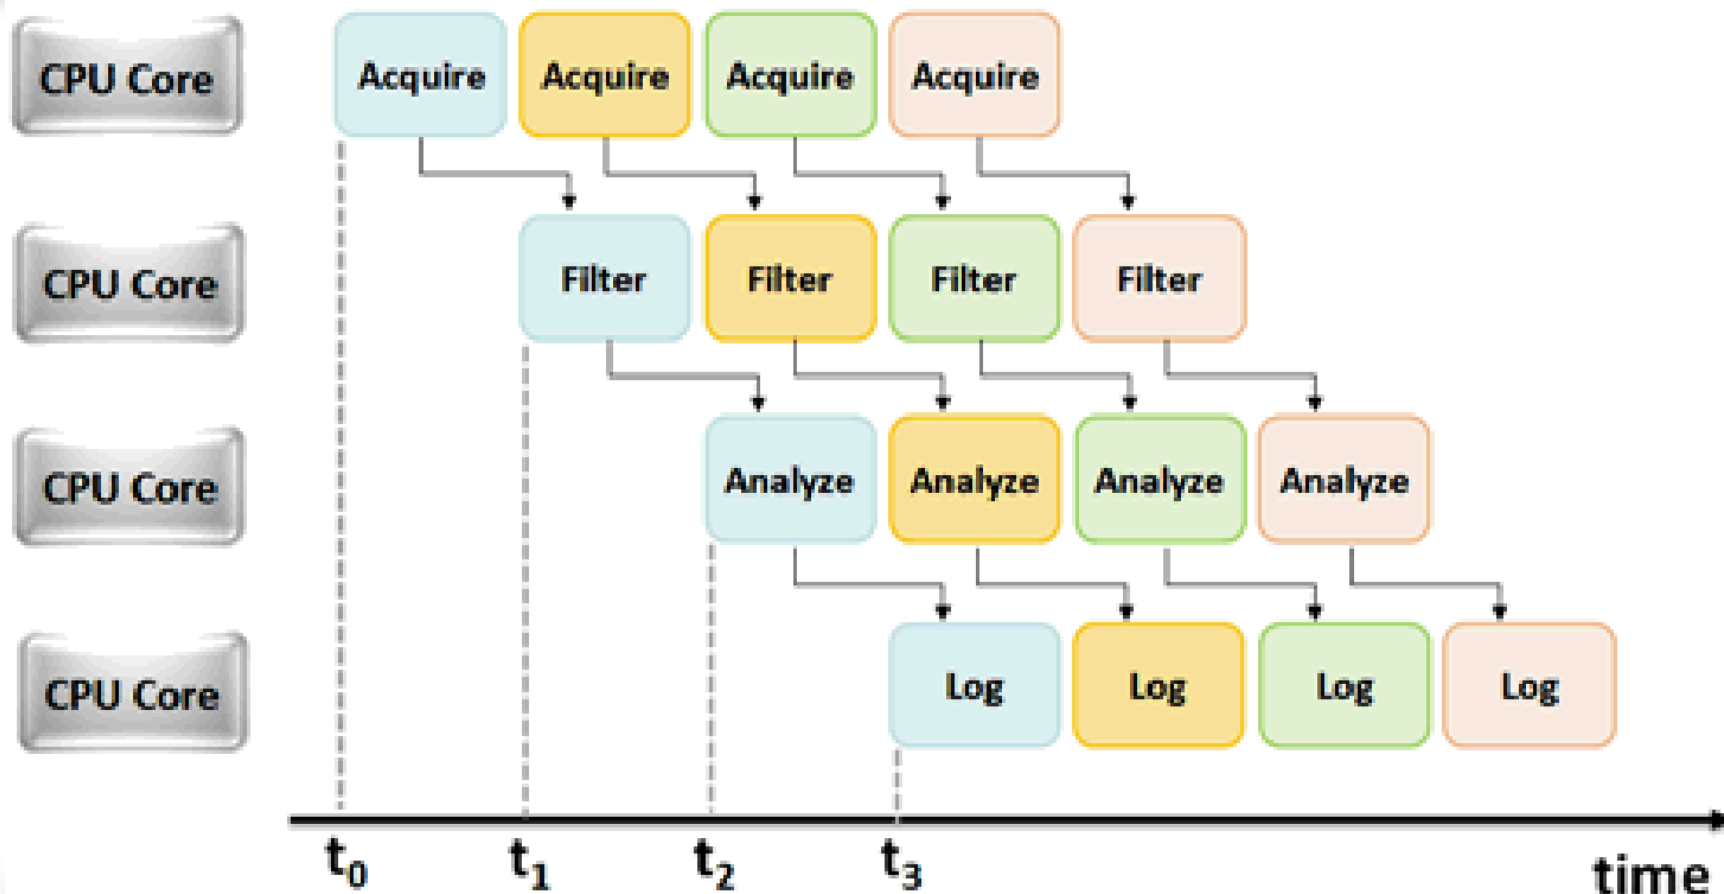 CPU Core Acquire Acquire Acquire Acquire
CPU Core Filter Filter Filter Filter
CPU Core Analyze Analyze Analyze Analyze
CPU Core Log Log Log Log
t0 t1 t2 t3 time